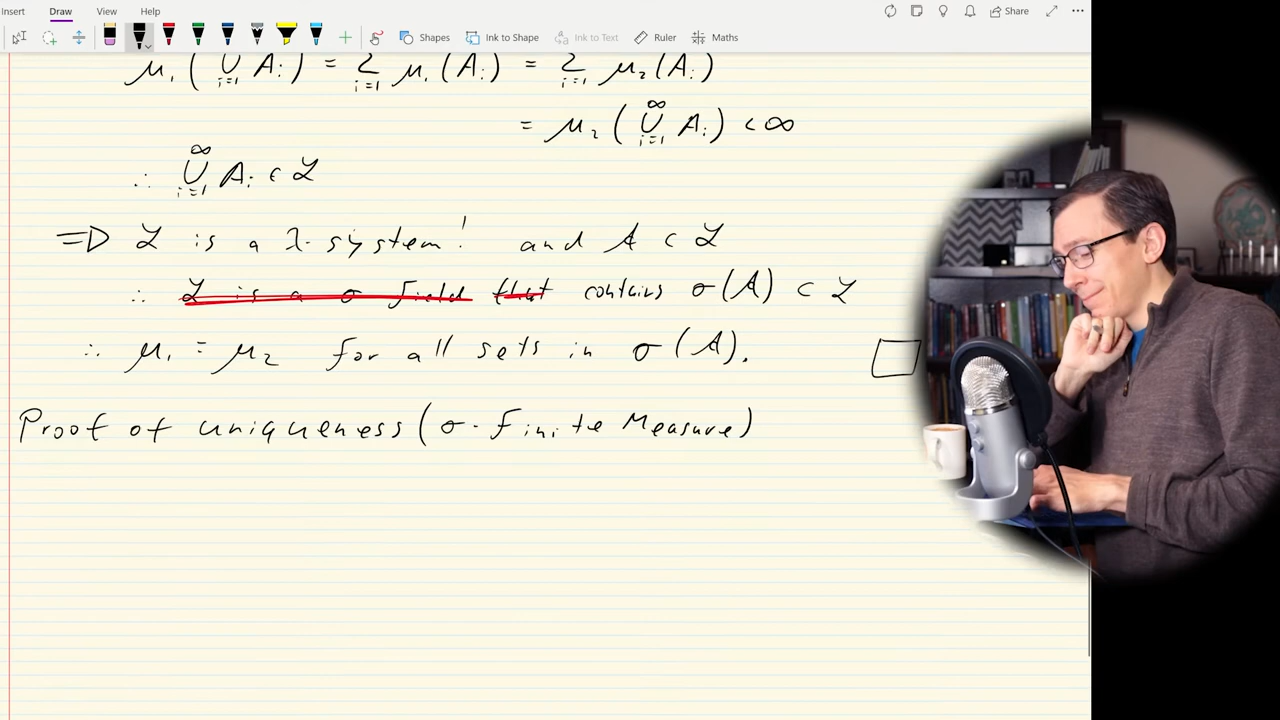 Insert Draw View Help Share
Shapes Ink to Shape Ink to Text Ruler Maths
μ₁ ( ⋃ i=1 Aᵢ ) = Σ i=1 μ₁(Aᵢ) = Σ i=1 μ₂(Aᵢ)
= μ₂ ( ∞ ⋃ i=1 Aᵢ ) < ∞
∴ ∞ ⋃ i=1 Aᵢ ∈ ℒ
⇒ ℒ is a λ-system! and A ⊂ ℒ
∴ ℒ is a σ field that contains σ(A) ⊂ ℒ
∴ μ₁ = μ₂ for all sets in σ(A). □
Proof of uniqueness (σ-finite Measure)